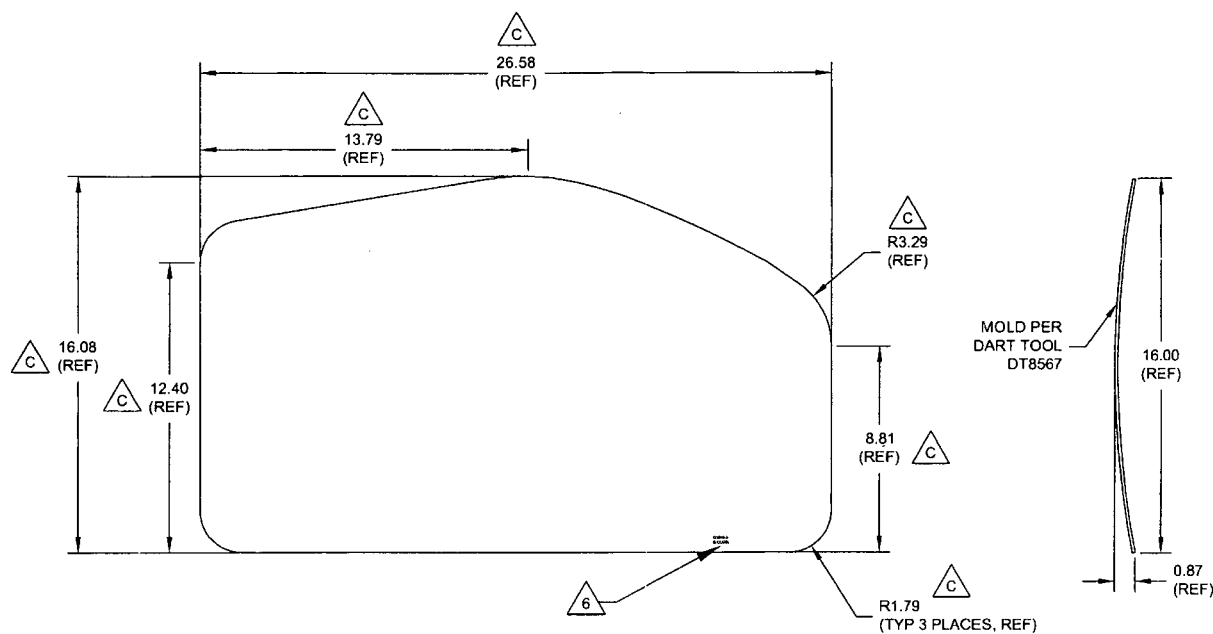 C
26.58
(REF)
C
13.79
(REF)
C
R3.29
(REF)
MOLD PER
DART TOOL
DT8567
16.00
(REF)
C
16.08
(REF)
C
12.40
(REF)
8.81
(REF)
C
6
C
R1.79
(TYP 3 PLACES, REF)
0.87
(REF)